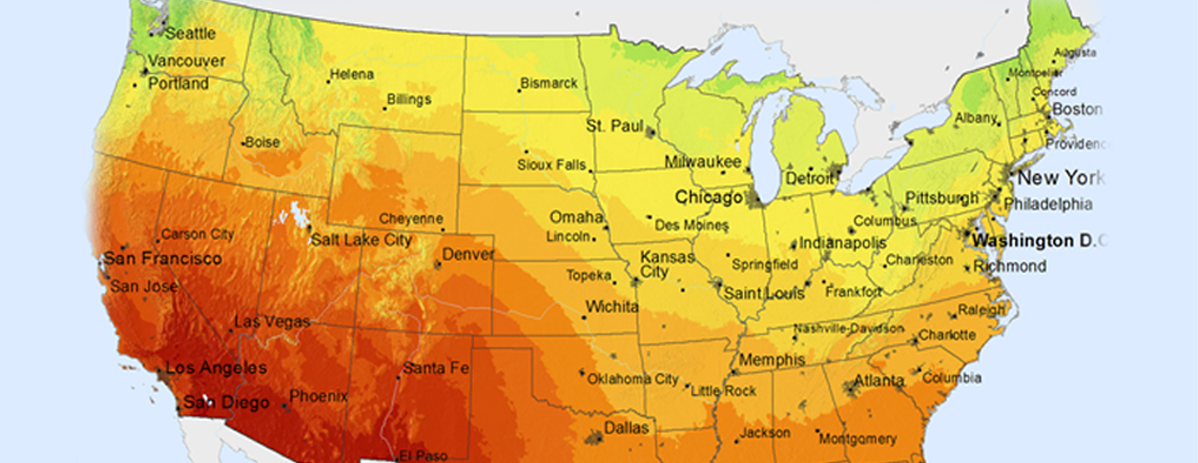 Seattle
Vancouver
Portland
Helena
Billings
Bismarck
Boise
St. Paul
Sioux Falls
Milwaukee
Detroit
Chicago
Augusta
Montpelier
Concord
Boston
Albany
Providenc
New York
Pittsburgh
Philadelphia
Cheyenne
Omaha
Lincoln
Des Moines
Columbus
Indianapolis
Washington D.C
Carson City
Salt Lake City
Denver
San Francisco
San Jose
Topeka
Kansas
City
Springfield
Charleston
Richmond
Saint Louis
Frankfort
Wichita
Las Vegas
Raleigh
Nashville-Davidson
Charlotte
Los Angeles
Santa Fe
Memphis
Oklahoma City
Little Rock
Atlanta
Columbia
San Diego
Phoenix
Dallas
Jackson
Montgomery
El Paso